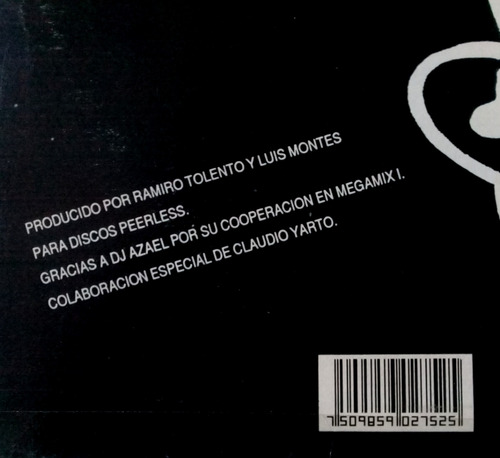 PRODUCIDO POR RAMIRO TOLENTO Y LUIS MONTES
PARA DISCOS PEERLESS.
GRACIAS A DJ AZAEL POR SU COOPERACION EN MEGAMIX I.
COLABORACION ESPECIAL DE CLAUDIO YARTO.
7 509859 027525